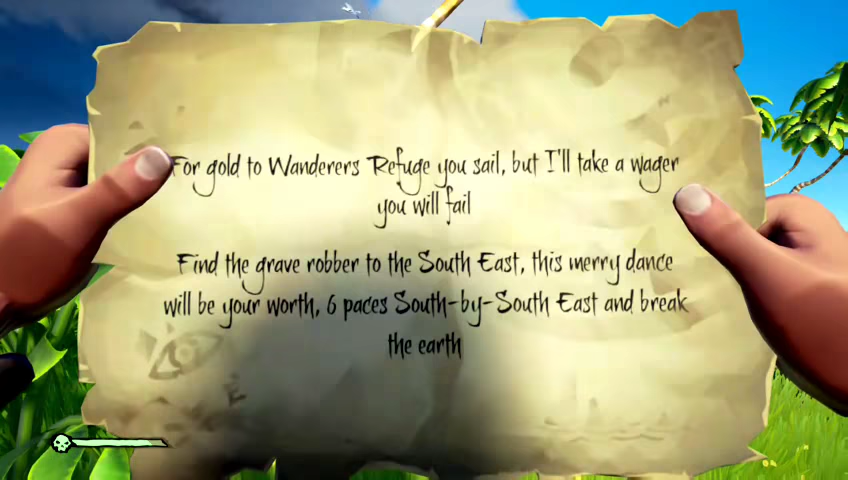 For gold to Wanderers Refuge you sail, but I'll take a wager
you will fail
Find the grave robber to the South East, this merry dance
will be your worth, 6 paces South-by-South East and break
the earth